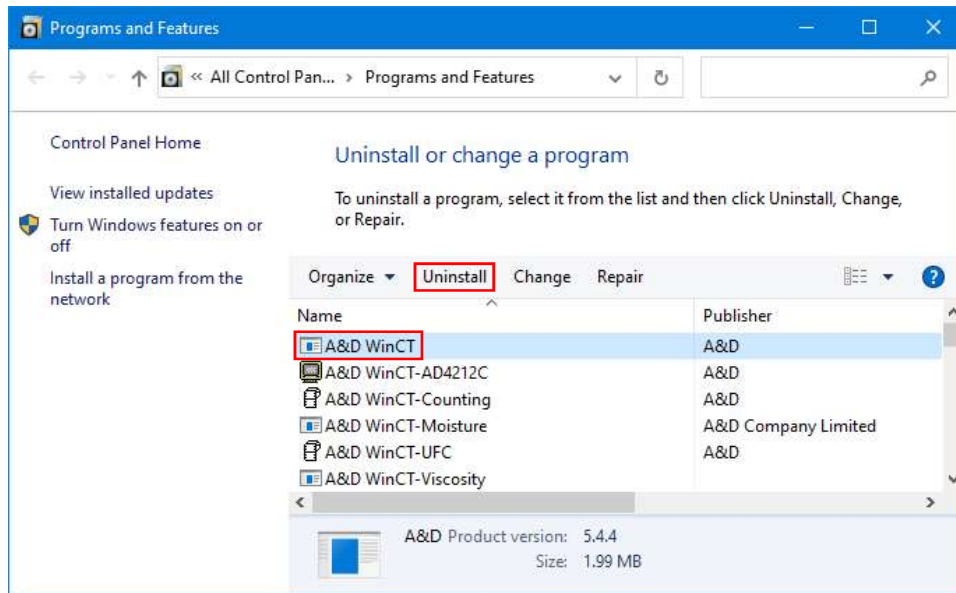 Programs and Features
« All Control Pan... › Programs and Features
Control Panel Home
View installed updates
Turn Windows features on or
off
Install a program from the
network
Uninstall or change a program
To uninstall a program, select it from the list and then click Uninstall, Change,
or Repair.
Organize Uninstall Change Repair
Name Publisher
A&D WinCT A&D
A&D WinCT-AD4212C A&D
A&D WinCT-Counting A&D
A&D WinCT-Moisture A&D Company Limited
A&D WinCT-UFC A&D
A&D WinCT-Viscosity
A&D Product version: 5.4.4
Size: 1.99 MB